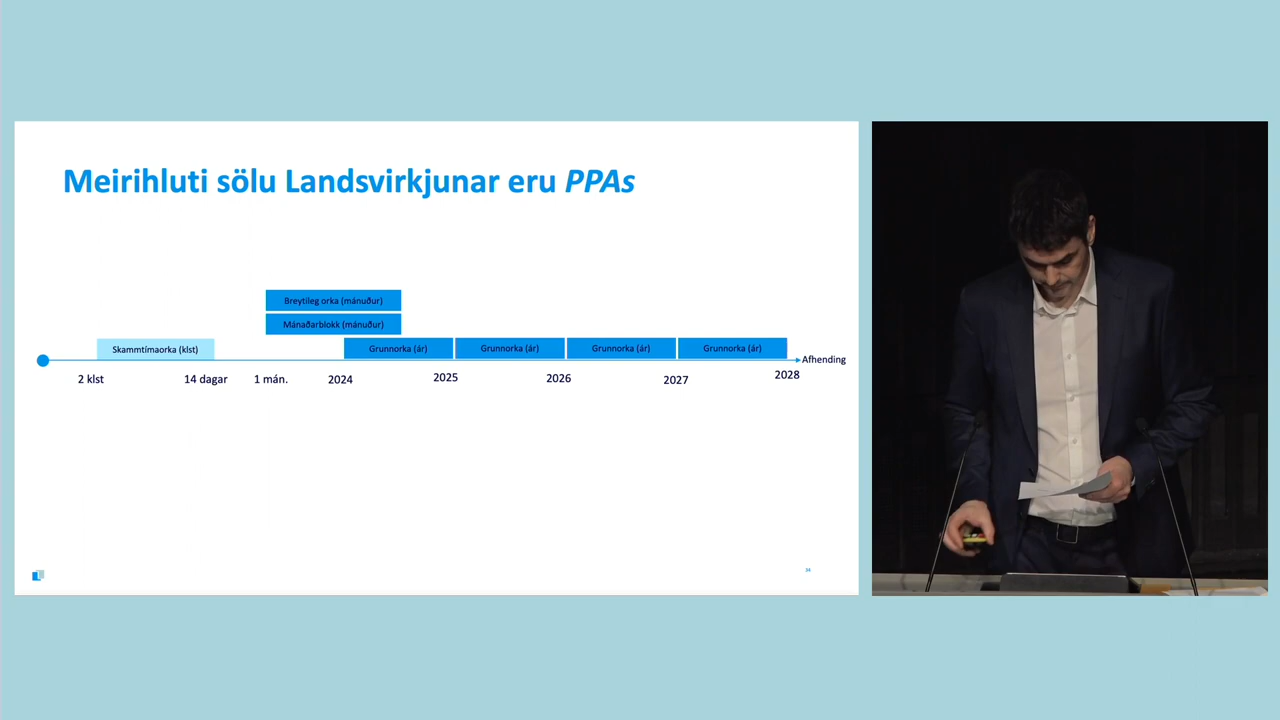 Meirihluti sölu Landsvirkjunar eru PPAs
Breytileg orka (mánuður)
Mánaðarblokk (mánuður)
Skammtímaorka (klst)
Grunnorka (ár)
Grunnorka (ár)
Grunnorka (ár)
Grunnorka (ár)
Afhending
2 klst
14 dagar
1 mán.
2024
2025
2026
2027
2028